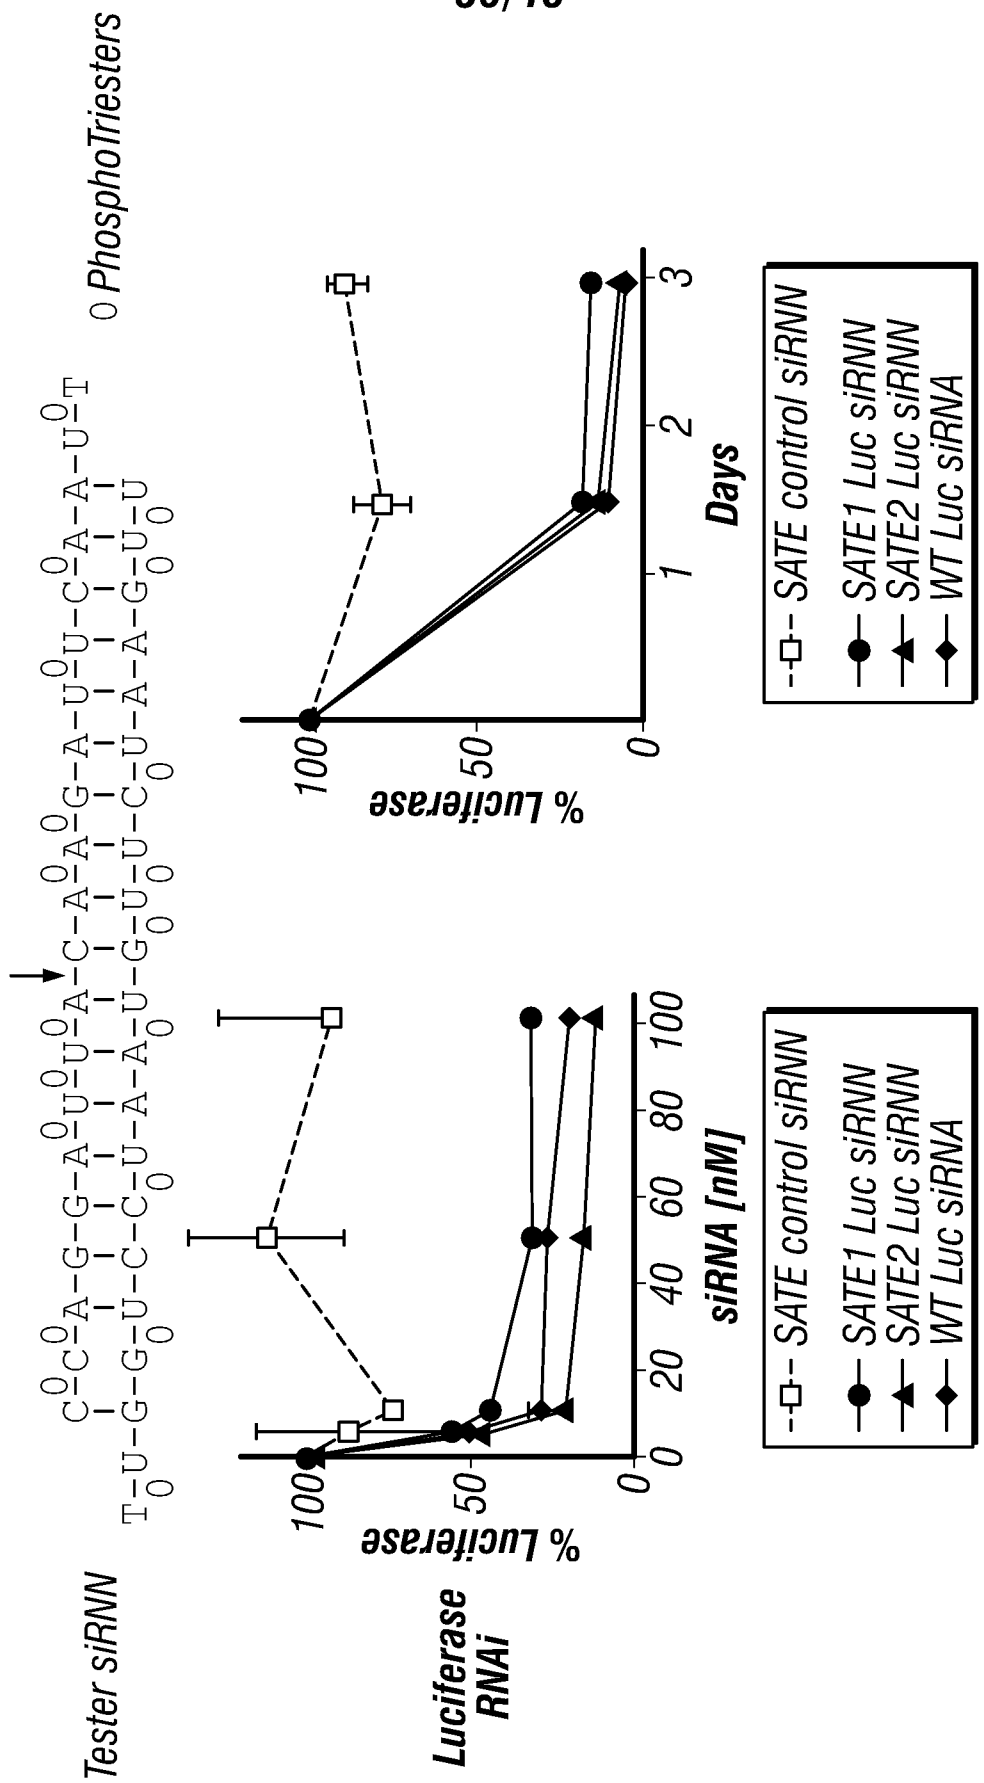 Tester siRNN
O PhosphoTriesters
O O O O O O O O O O
C-C-A-G-G-A-U-U-A-C-A-A-G-A-U-U-C-A-A-U-T
T-U-G-G-U-C-C-U-A-A-U-G-U-U-C-U-A-A-G-U-U
O O O O O O O O O O
Luciferase
RNAi
% Luciferase
100
50
0
0 20 40 60 80 100
siRNA [nM]
SATE control siRNN
SATE1 Luc siRNN
SATE2 Luc siRNN
WT Luc siRNA
% Luciferase
100
50
0
1 2 3
Days
SATE control siRNN
SATE1 Luc siRNN
SATE2 Luc siRNN
WT Luc siRNA